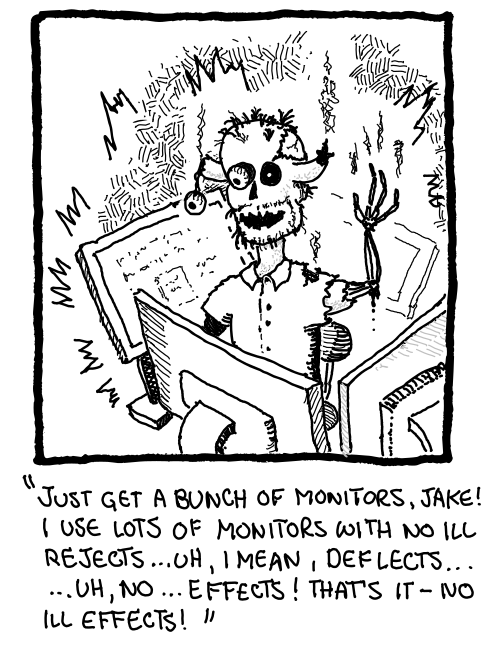 "JUST GET A BUNCH OF MONITORS, JAKE!
I USE LOTS OF MONITORS WITH NO ILL
REJECTS...UH, I MEAN, DEFLECTS...
...UH, NO...EFFECTS! THAT'S IT - NO
ILL EFFECTS!"